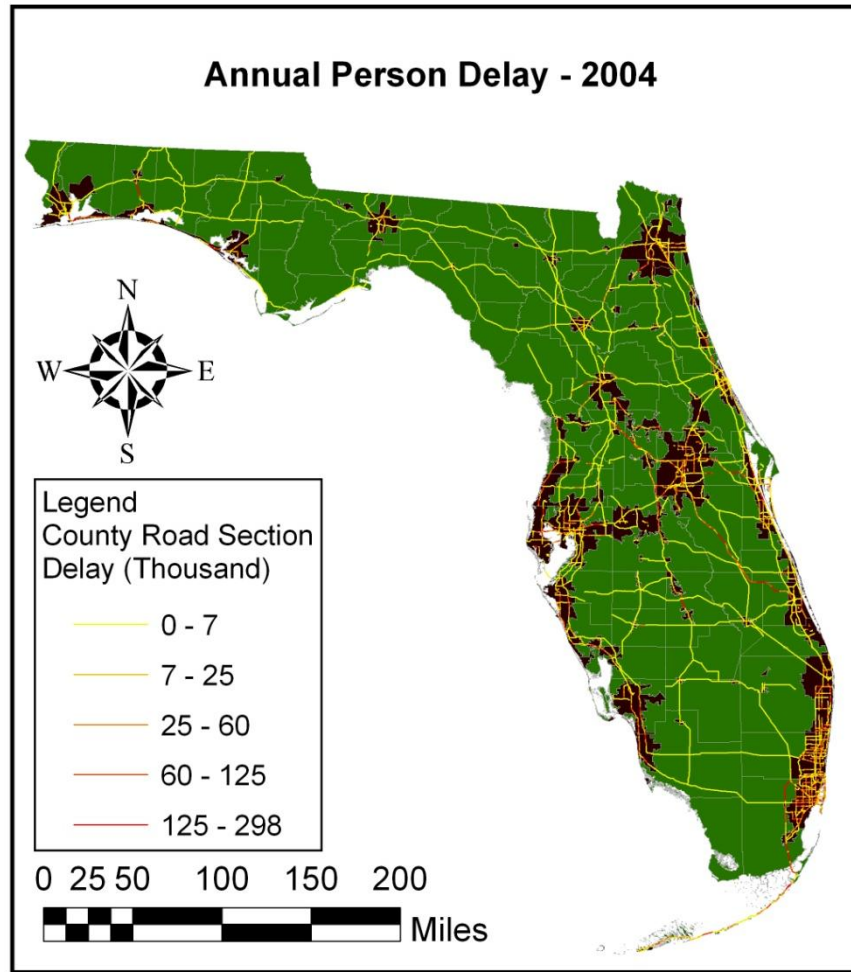 Annual Person Delay - 2004
N
W E
S
Legend
County Road Section
Delay (Thousand)
0 - 7
7 - 25
25 - 60
60 - 125
125 - 298
0 25 50 100 150 200
Miles